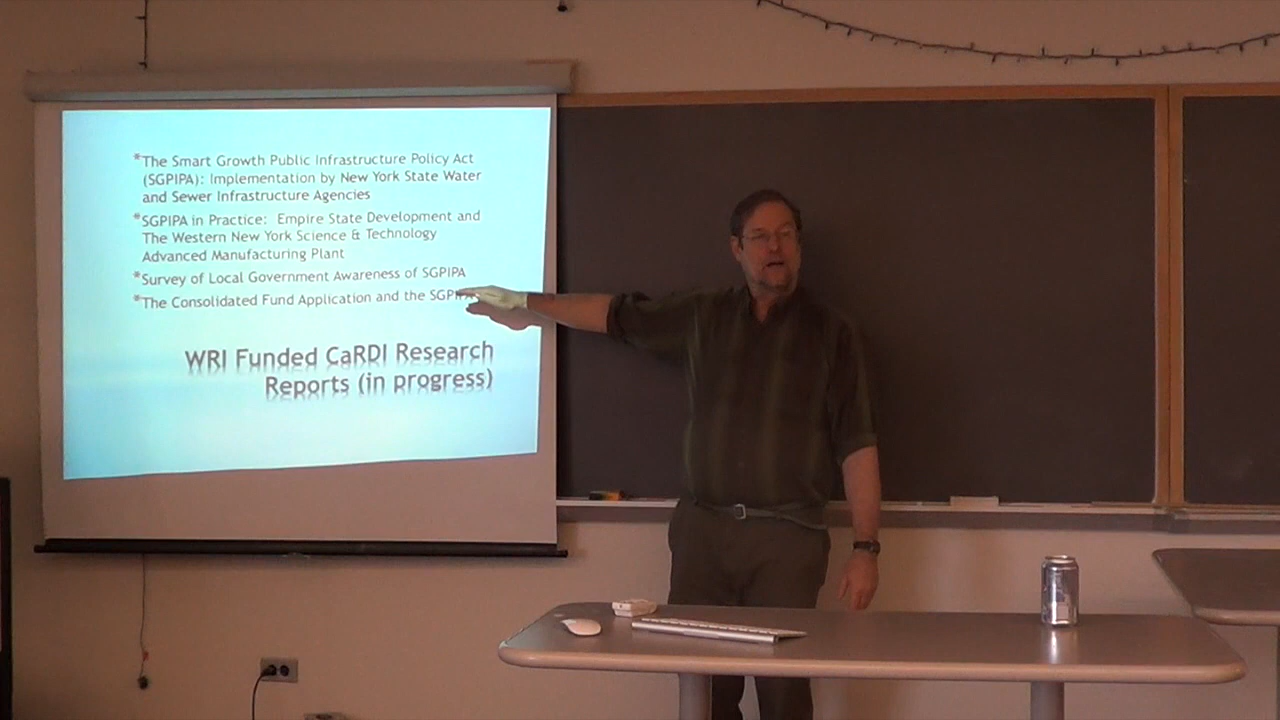 *The Smart Growth Public Infrastructure Policy Act
(SGPIPA): Implementation by New York State Water
and Sewer Infrastructure Agencies
*SGPIPA in Practice: Empire State Development and
The Western New York Science & Technology
Advanced Manufacturing Plant
*Survey of Local Government Awareness of SGPIPA
*The Consolidated Fund Application and the SGPIPA
WRI Funded CaRDI Research
Reports (in progress)